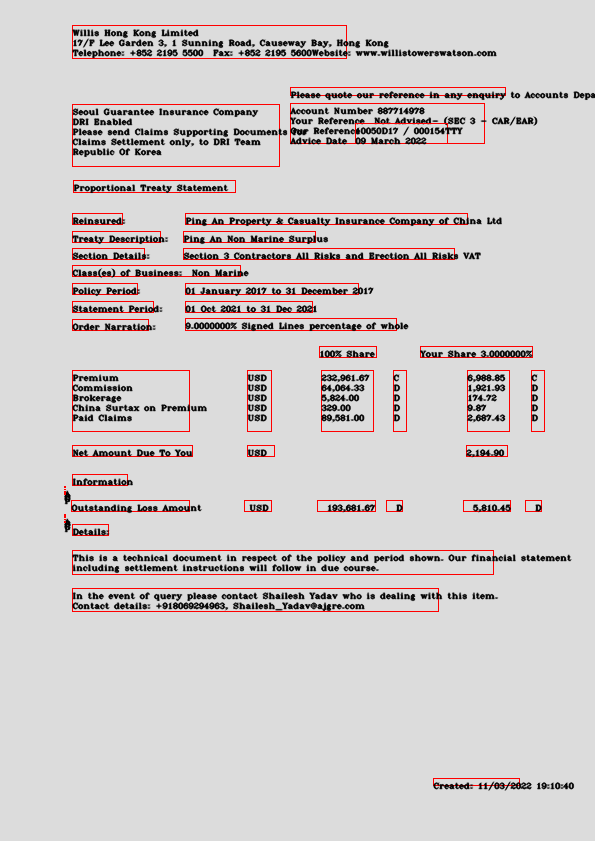 Willis Hong Kong Limited
17/F Lee Garden 3, 1 Sunning Road, Causeway Bay, Hong Kong
Telephone: +852 2195 5500 Fax: +852 2195 5600Website: www.willistowerswatson.com
Please quote our reference in any enquiry to Accounts Depa
Seoul Guarantee Insurance Company
DRI Enabled
Please send Claims Supporting Documents for
Claims Settlement only, to DRI Team
Republic Of Korea
Account Number 887714978
Your Reference Not Advised- (SEC 3 - CAR/EAR)
Our Reference 10050D17 / 000154TTY
Advice Date 09 March 2022
Proportional Treaty Statement
Reinsured: Ping An Property & Casualty Insurance Company of China Ltd
Treaty Description: Ping An Non Marine Surplus
Section Details: Section 3 Contractors All Risks and Erection All Risks VAT
Class(es) of Business: Non Marine
Policy Period: 01 January 2017 to 31 December 2017
Statement Period: 01 Oct 2021 to 31 Dec 2021
Order Narration: 9.0000000% Signed Lines percentage of whole
100% Share Your Share 3.0000000%
Premium USD 232,961.67 C 6,988.85 C
Commission USD 64,064.33 D 1,921.93 D
Brokerage USD 5,824.00 D 174.72 D
China Surtax on Premium USD 329.00 D 9.87 D
Paid Claims USD 89,581.00 D 2,687.43 D
Net Amount Due To You USD 2,194.90
Information
Outstanding Loss Amount USD 193,681.67 D 5,810.45 D
Details:
This is a technical document in respect of the policy and period shown. Our financial statement
including settlement instructions will follow in due course.
In the event of query please contact Shailesh Yadav who is dealing with this item.
Contact details: +918069294963, Shailesh_Yadav@ajgre.com
Created: 11/03/2022 19:10:40